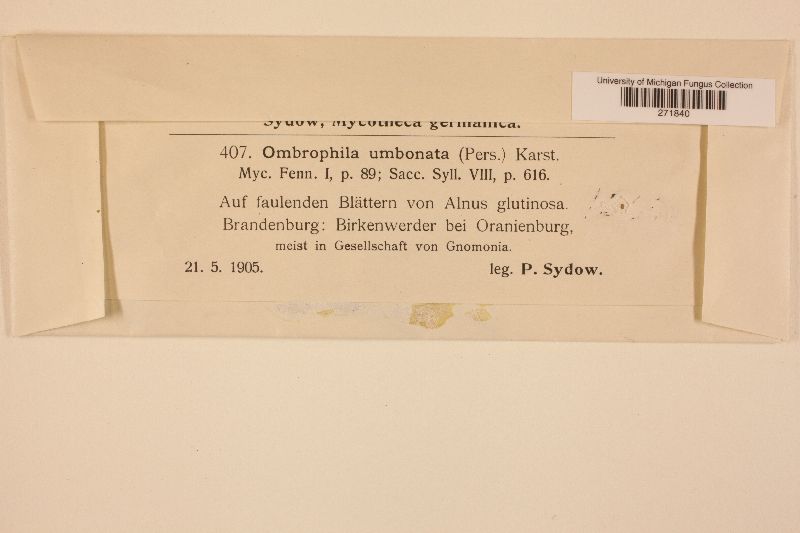 University of Michigan Fungus Collection
271840
Sydow, Mycotheca germanica.
407. Ombrophila umbonata (Pers.) Karst.
Myc. Fenn. I, p. 89; Sacc. Syll. VIII, p. 616.
Auf faulenden Blättern von Alnus glutinosa.
Brandenburg: Birkenwerder bei Oranienburg,
meist in Gesellschaft von Gnomonia.
21. 5. 1905. leg. P. Sydow.